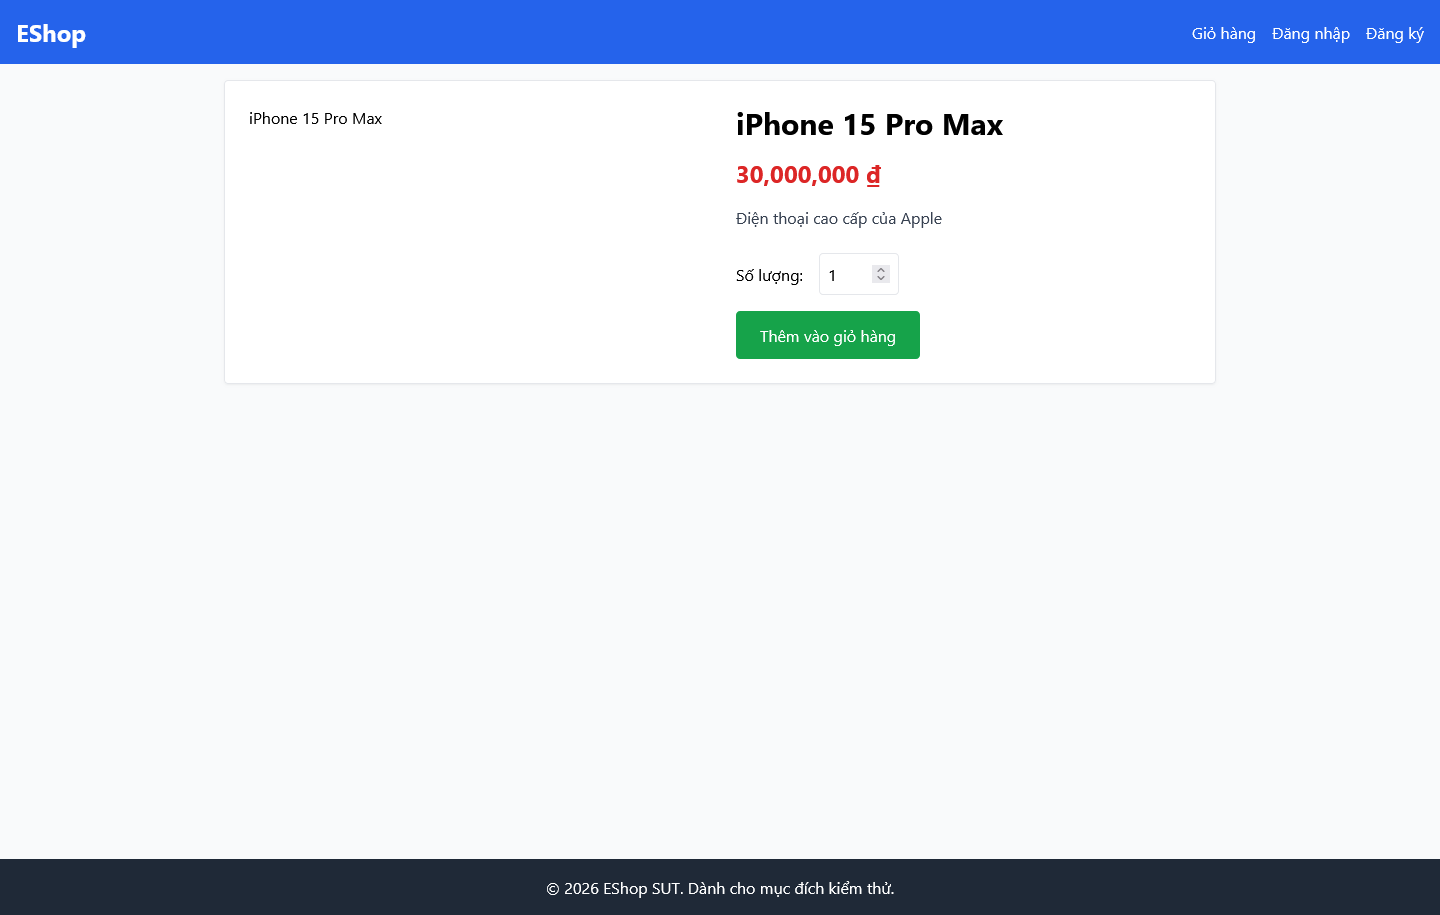 EShop
Giỏ hàng Đăng nhập Đăng ký
iPhone 15 Pro Max
iPhone 15 Pro Max
30,000,000 ₫
Điện thoại cao cấp của Apple
Số lượng: 1
Thêm vào giỏ hàng
© 2026 EShop SUT. Dành cho mục đích kiểm thử.